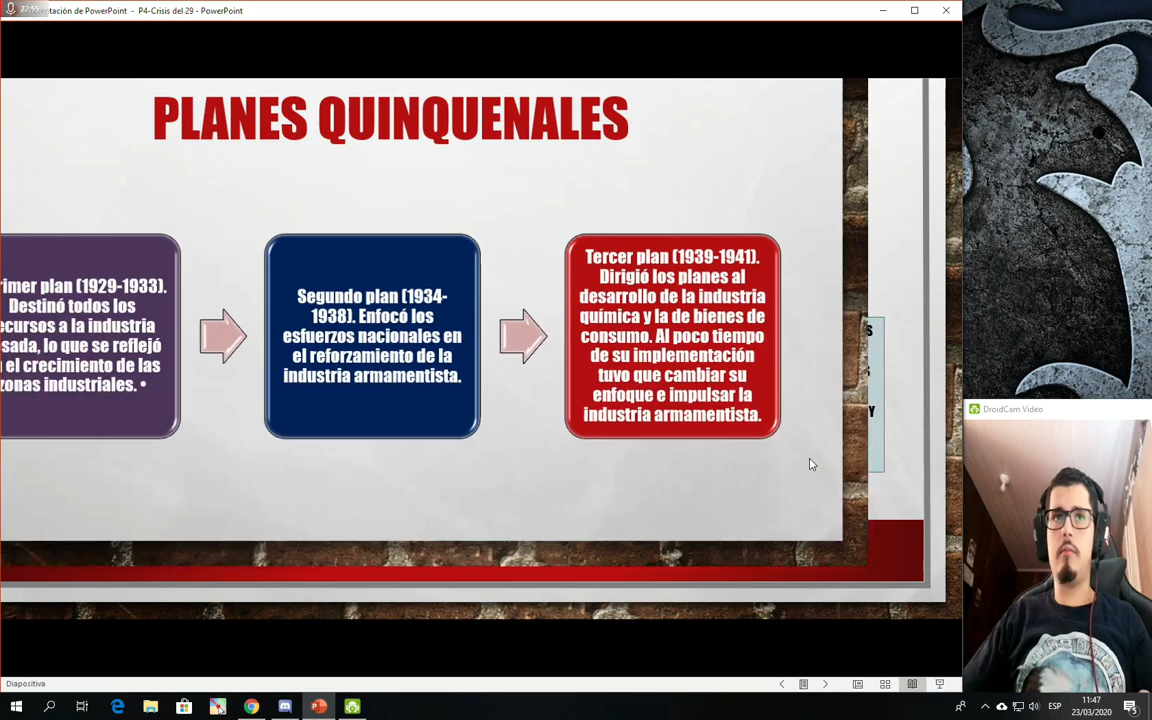 22:55
tación de PowerPoint - P4-Crisis del 29 - PowerPoint
PLANES QUINQUENALES
rimer plan (1929-1933).
Destinó todos los
ecursos a la industria
sada, lo que se reflejó
el crecimiento de las
zonas industriales. •
Segundo plan (1934-
1938). Enfocó los
esfuerzos nacionales en
el reforzamiento de la
industria armamentista.
Tercer plan (1939-1941).
Dirigió los planes al
desarrollo de la industria
química y la de bienes de
consumo. Al poco tiempo
de su implementación
tuvo que cambiar su
enfoque e impulsar la
industria armamentista.
S
S
Y
DroidCam Video
Diapositiva
ESP
11:47
23/03/2020
5